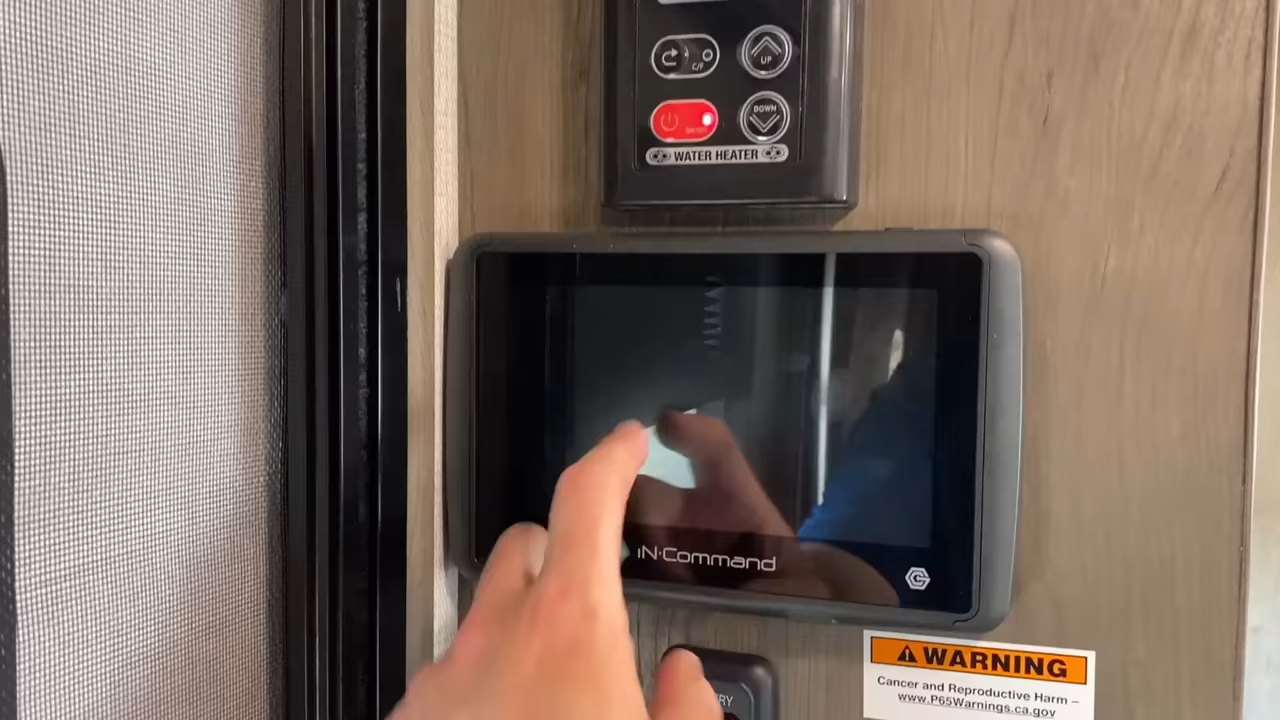 C/F
UP
DOWN
WATER HEATER
iN·Command
WARNING
Cancer and Reproductive Harm –
www.P65Warnings.ca.gov